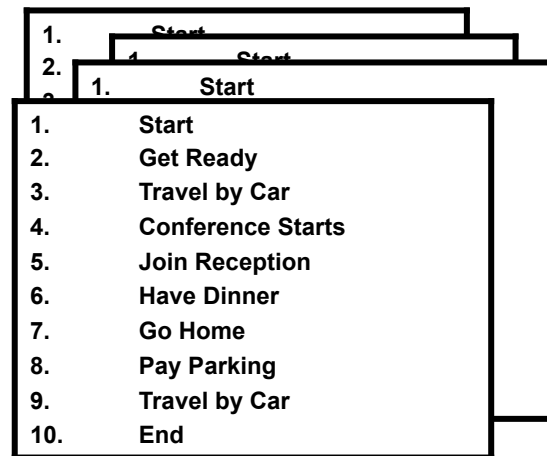 1. Start
2.
1. Start
1. Start
1. Start
2. Get Ready
3. Travel by Car
4. Conference Starts
5. Join Reception
6. Have Dinner
7. Go Home
8. Pay Parking
9. Travel by Car
10. End